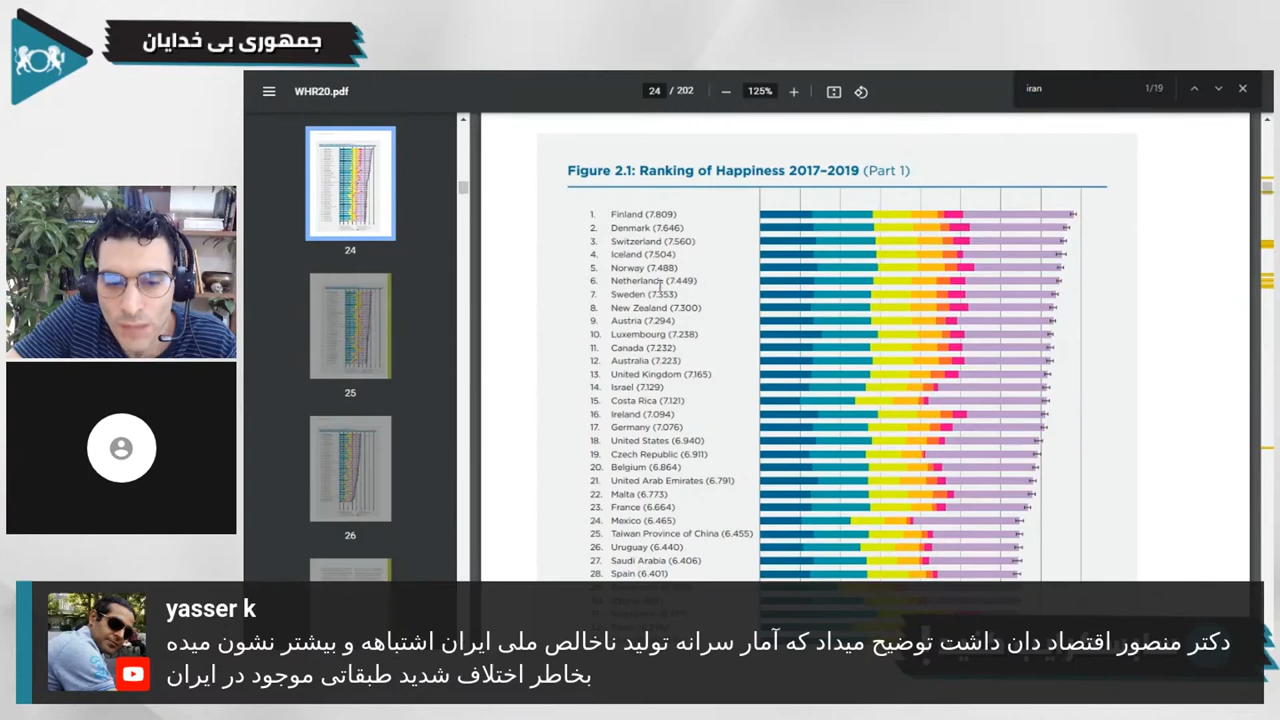 جمهوری بی خدایان
WHR20.pdf
24 / 202
125%
iran
1/19
24
25
26
Figure 2.1: Ranking of Happiness 2017–2019 (Part 1)
1. Finland (7.809)
2. Denmark (7.646)
3. Switzerland (7.560)
4. Iceland (7.504)
5. Norway (7.488)
6. Netherlands (7.449)
7. Sweden (7.353)
8. New Zealand (7.300)
9. Austria (7.294)
10. Luxembourg (7.238)
11. Canada (7.232)
12. Australia (7.223)
13. United Kingdom (7.165)
14. Israel (7.129)
15. Costa Rica (7.121)
16. Ireland (7.094)
17. Germany (7.076)
18. United States (6.940)
19. Czech Republic (6.911)
20. Belgium (6.864)
21. United Arab Emirates (6.791)
22. Malta (6.773)
23. France (6.664)
24. Mexico (6.465)
25. Taiwan Province of China (6.455)
26. Uruguay (6.440)
27. Saudi Arabia (6.406)
28. Spain (6.401)
yasser k
دکتر منصور اقتصاد دان داشت توضیح میداد که آمار سرانه تولید ناخالص ملی ایران اشتباهه و بیشتر نشون میده
بخاطر اختلاف شدید طبقاتی موجود در ایران